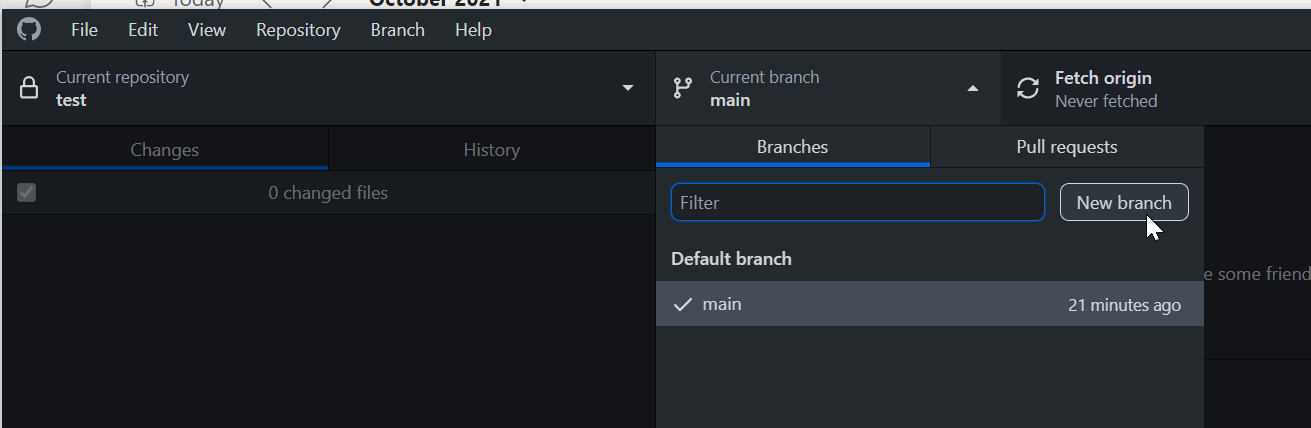 Today October 2021
File Edit View Repository Branch Help
Current repository
test
Current branch
main
Fetch origin
Never fetched
Changes History
Branches Pull requests
0 changed files
Filter
New branch
Default branch
main 21 minutes ago
e some friend